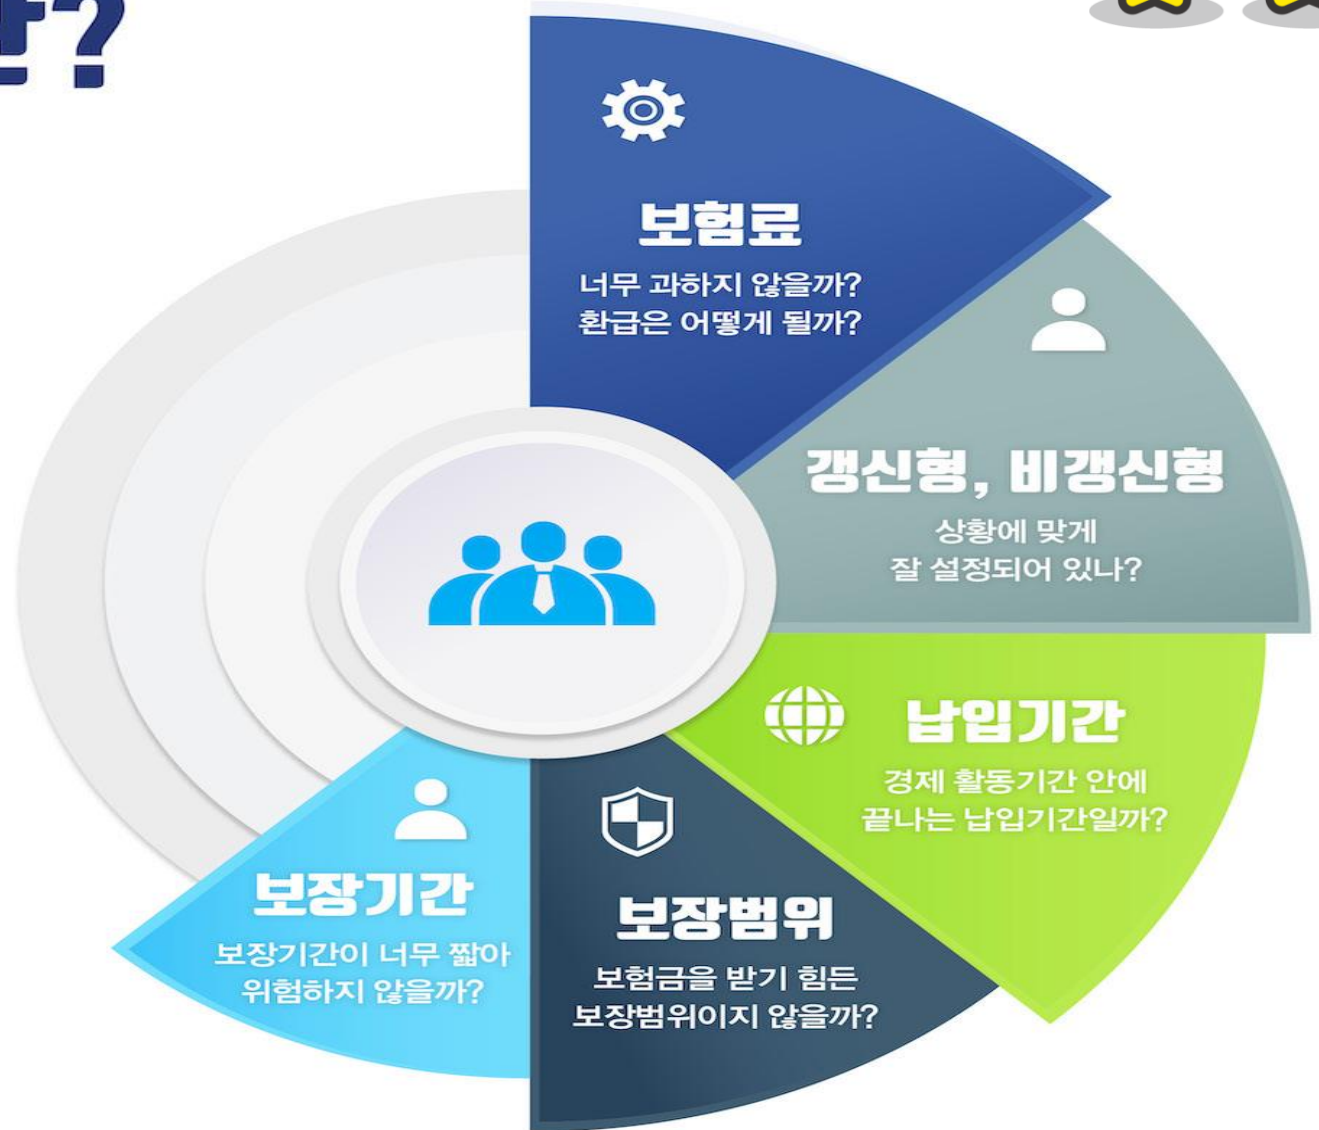 보험료
너무 과하지 않을까?
환급은 어떻게 될까?
갱신형, 비갱신형
상황에 맞게
잘 설정되어 있나?
납입기간
경제 활동기간 안에
끝나는 납입기간일까?
보장범위
보험금을 받기 힘든
보장범위이지 않을까?
보장기간
보장기간이 너무 짧아
위험하지 않을까?